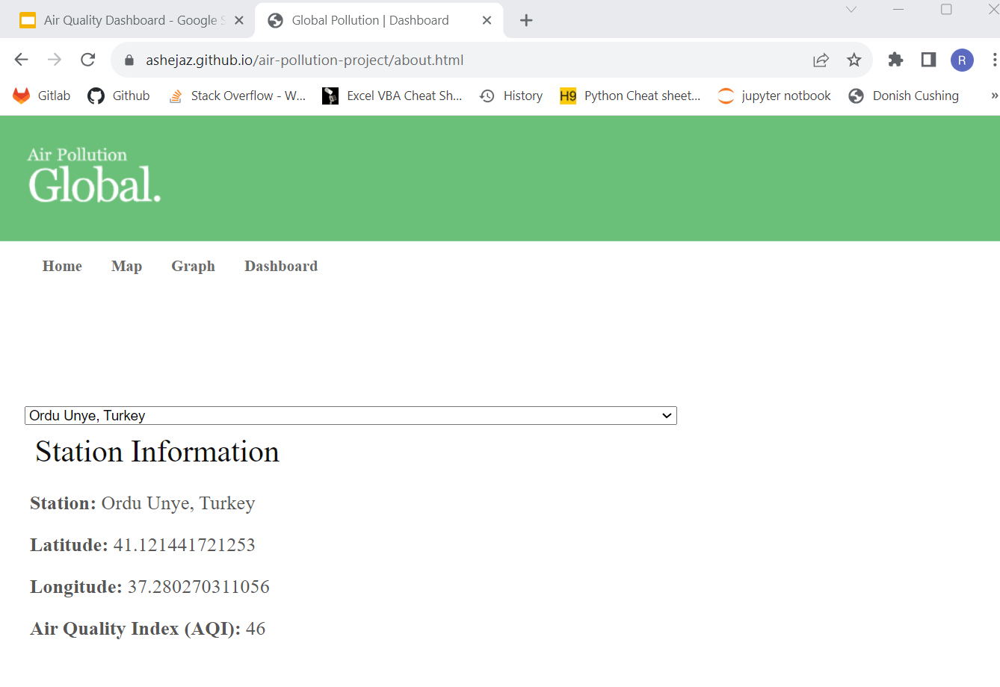 Air Quality Dashboard - Google S
Global Pollution | Dashboard
ashejaz.github.io/air-pollution-project/about.html
R
Gitlab
Github
Stack Overflow - W...
Excel VBA Cheat Sh...
History
H9
Python Cheat sheet...
jupyter notbook
Donish Cushing
»
Air Pollution
Global.
Home
Map
Graph
Dashboard
Ordu Unye, Turkey
Station Information
Station: Ordu Unye, Turkey
Latitude: 41.121441721253
Longitude: 37.280270311056
Air Quality Index (AQI): 46